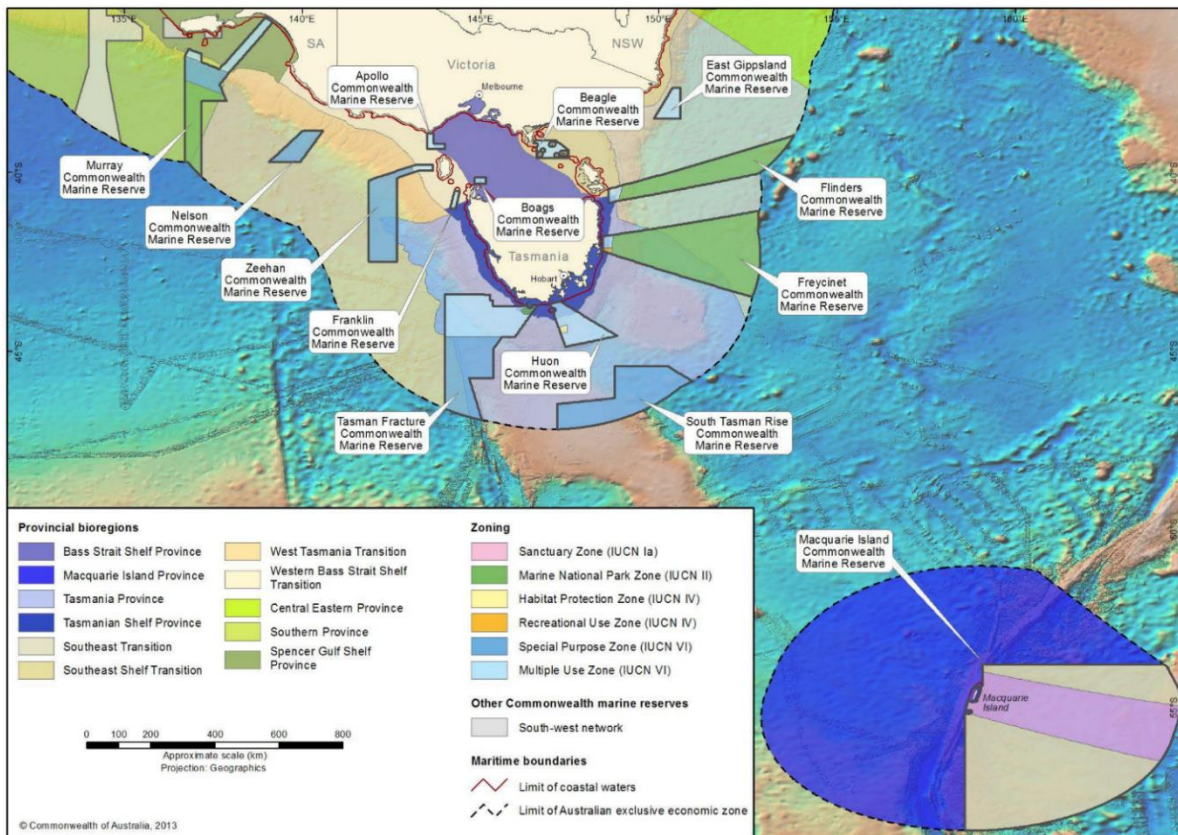 135°E
140°E
145°E
150°E
155°E
160°E
SA
NSW
Victoria
Melbourne
Apollo
Commonwealth
Marine Reserve
Beagle
Commonwealth
Marine Reserve
East Gippsland
Commonwealth
Marine Reserve
40°S
40°S
Murray
Commonwealth
Marine Reserve
Nelson
Commonwealth
Marine Reserve
Zeehan
Commonwealth
Marine Reserve
Boags
Commonwealth
Marine Reserve
Flinders
Commonwealth
Marine Reserve
Tasmania
Hobart
Freycinet
Commonwealth
Marine Reserve
Franklin
Commonwealth
Marine Reserve
45°S
45°S
Huon
Commonwealth
Marine Reserve
Tasman Fracture
Commonwealth
Marine Reserve
South Tasman Rise
Commonwealth
Marine Reserve
Provincial bioregions
Bass Strait Shelf Province
Macquarie Island Province
Tasmania Province
Tasmanian Shelf Province
Southeast Transition
Southeast Shelf Transition
West Tasmania Transition
Western Bass Strait Shelf
Transition
Central Eastern Province
Southern Province
Spencer Gulf Shelf
Province
0 100 200 400 600 800
Approximate scale (km)
Projection: Geographics
© Commonwealth of Australia, 2013
Zoning
Sanctuary Zone (IUCN Ia)
Marine National Park Zone (IUCN II)
Habitat Protection Zone (IUCN IV)
Recreational Use Zone (IUCN IV)
Special Purpose Zone (IUCN VI)
Multiple Use Zone (IUCN VI)
Other Commonwealth marine reserves
South-west network
Maritime boundaries
Limit of coastal waters
Limit of Australian exclusive economic zone
Macquarie Island
Commonwealth
Marine Reserve
Macquarie
Island
55°S